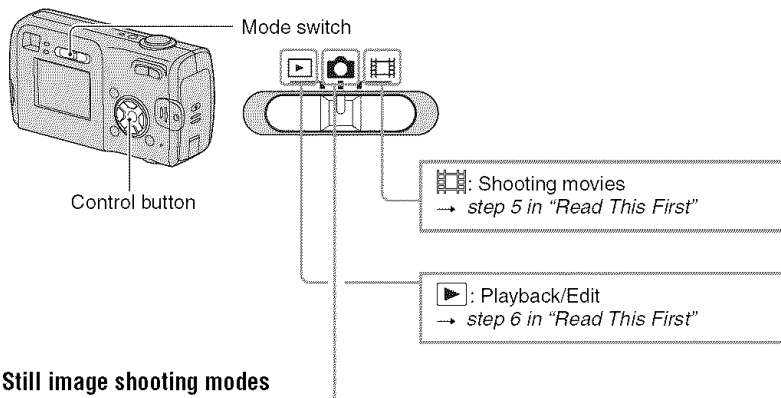 Mode switch
Control button
: Shooting movies
→ step 5 in “Read This First”
: Playback/Edit
→ step 6 in “Read This First”
Still image shooting modes